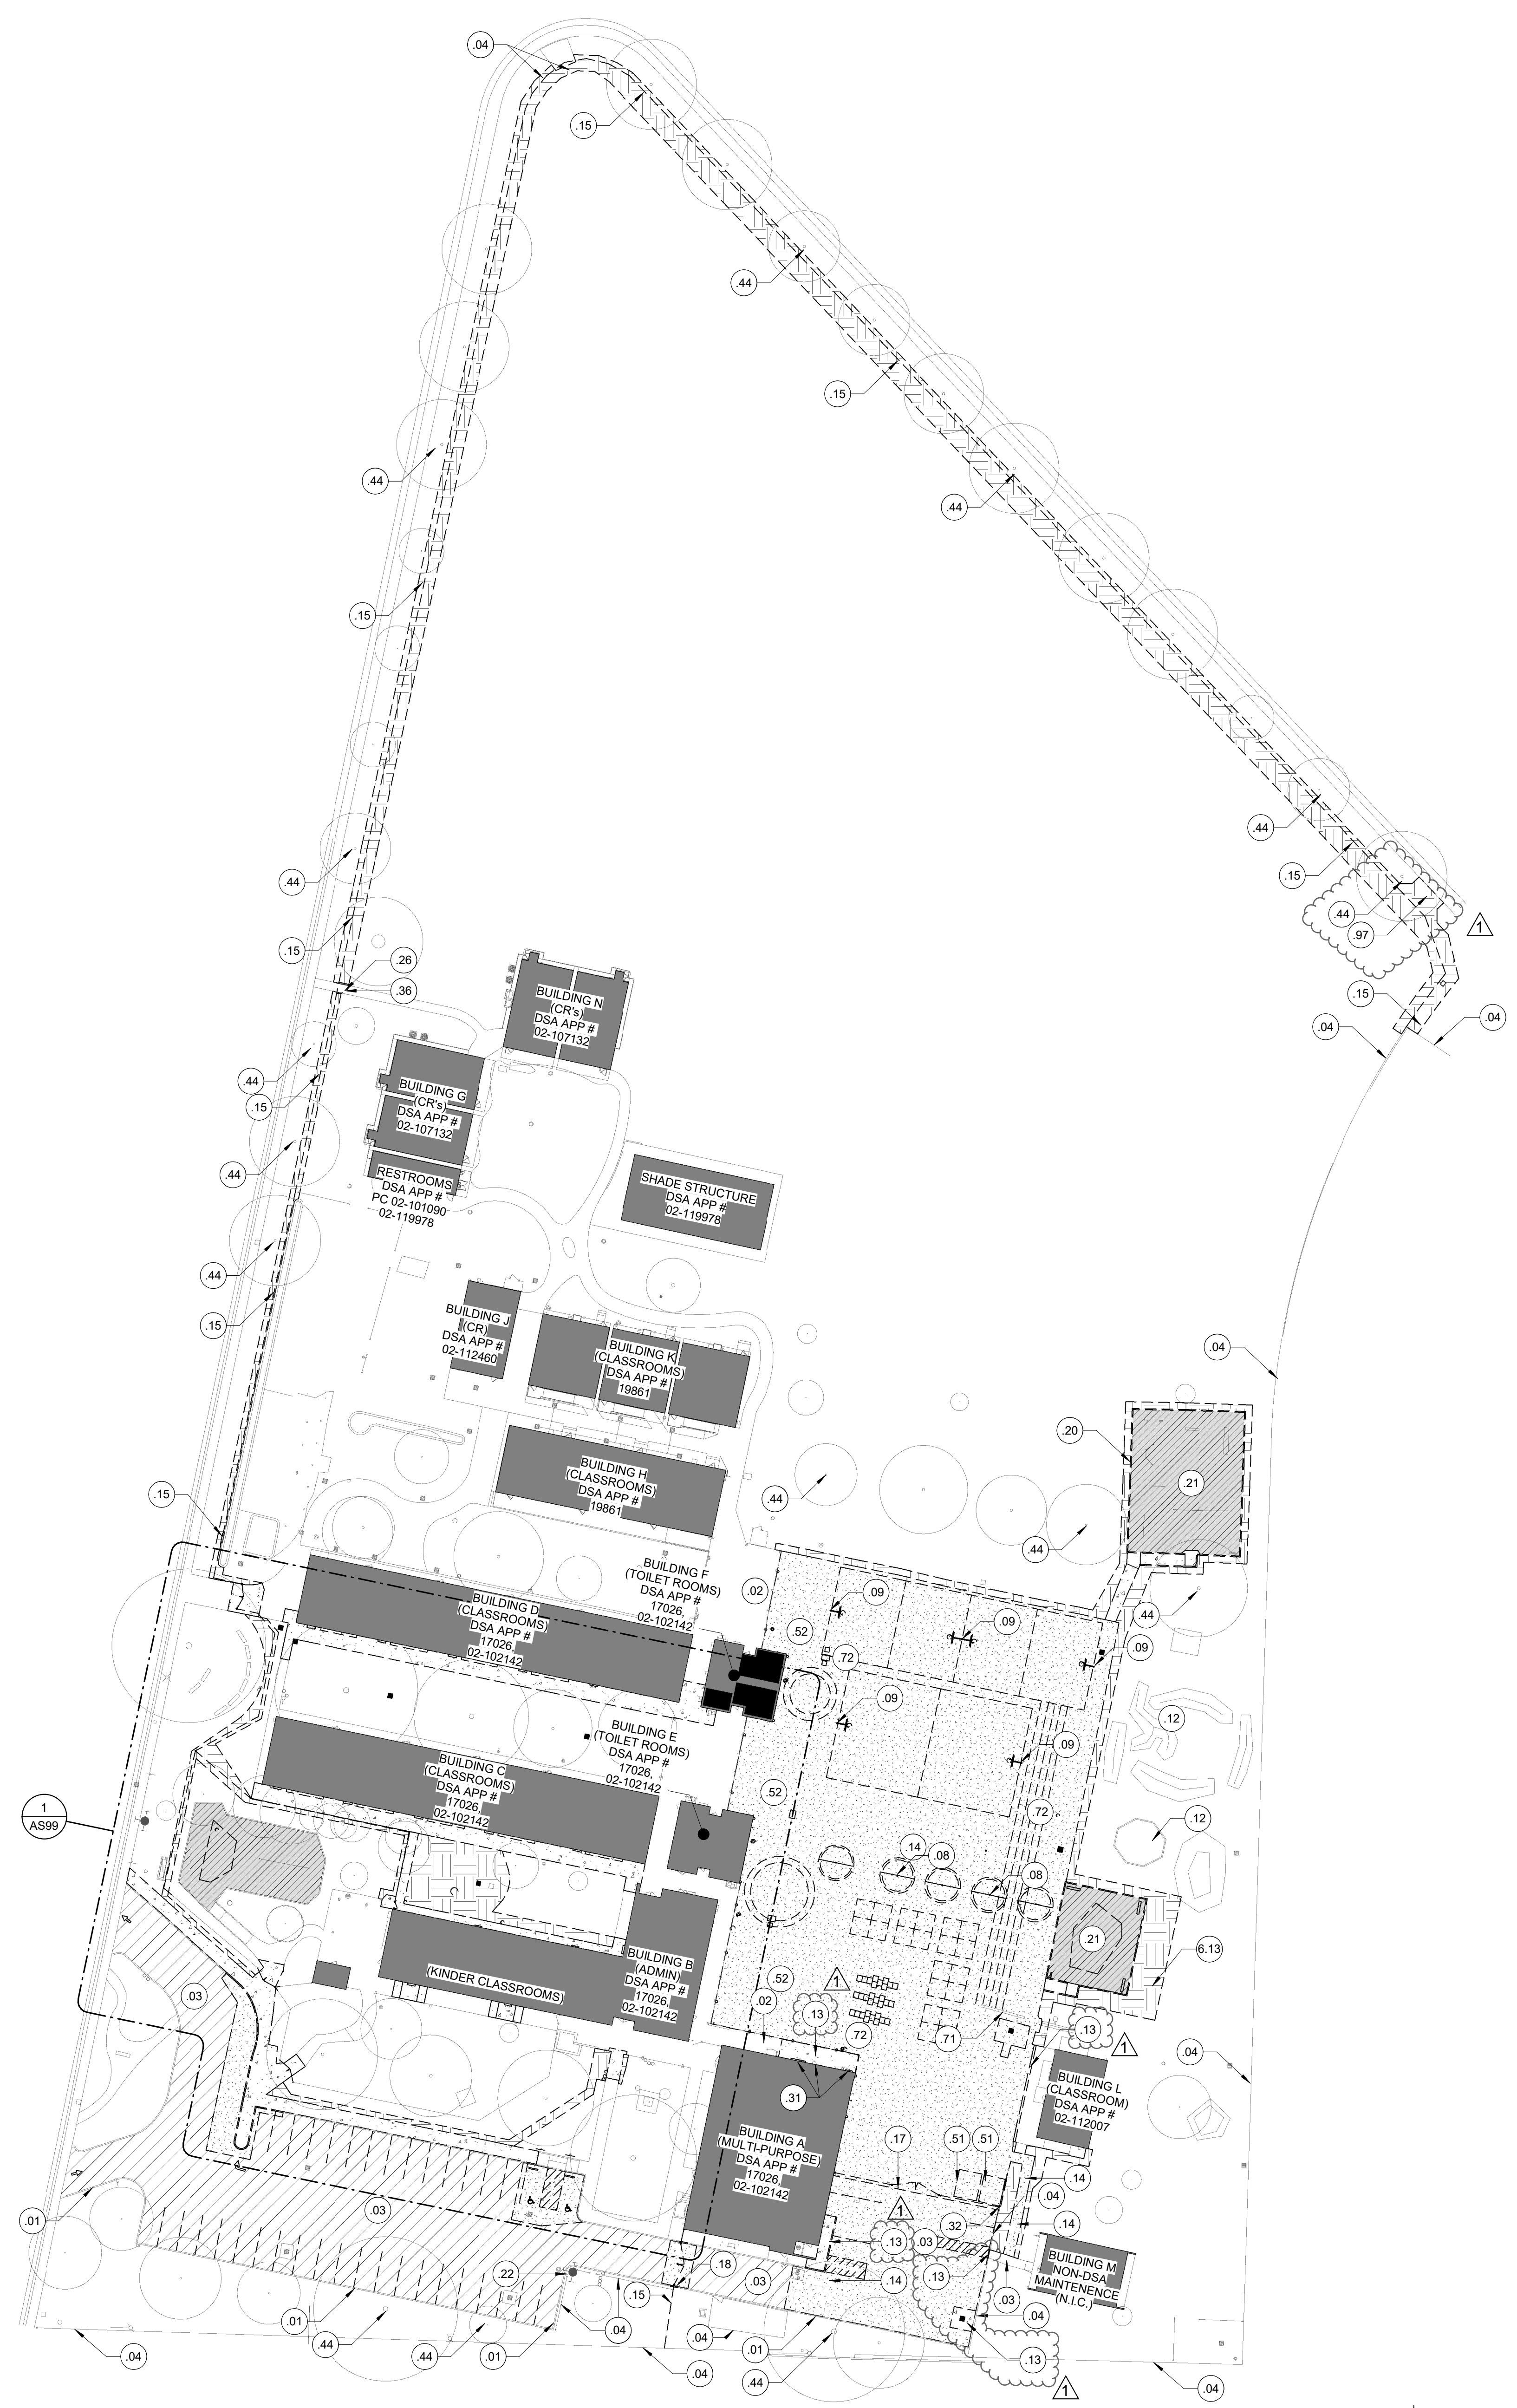 .04
.15
.44
.15
.44
.44
.15
.44
.15
.44
.44
.97
1
.15
.26
.36
.15
.04
.04
BUILDING N
(CR's)
DSA APP #
02-107132
.44
.15
BUILDING G
(CR's)
DSA APP #
02-107132
.44
RESTROOMS
DSA APP #
PC 02-101090
02-119978
SHADE STRUCTURE
DSA APP #
02-119978
.44
.15
BUILDING J
(CR)
DSA APP #
02-112460
BUILDING K
(CLASSROOMS)
DSA APP #
19861
.04
.20
.21
BUILDING H
(CLASSROOMS)
DSA APP #
19861
.44
.15
.44
BUILDING F
(TOILET ROOMS)
DSA APP #
17026,
02-102142
.02
.09
.09
.09
.44
.52
.72
BUILDING D
(CLASSROOMS)
DSA APP #
17026,
02-102142
.09
.09
.12
BUILDING E
(TOILET ROOMS)
DSA APP #
17026,
02-102142
BUILDING C
(CLASSROOMS)
DSA APP #
17026,
02-102142
.52
.72
.12
1
AS99
.14
.08
.08
.21
6.13
BUILDING B
(ADMIN)
DSA APP #
17026,
02-102142
(KINDER CLASSROOMS)
.03
.52
1
.02
.13
.72
.71
.13
1
.04
.31
BUILDING L
(CLASSROOM)
DSA APP #
02-112007
BUILDING A
(MULTI-PURPOSE)
DSA APP #
17026,
02-102142
.17
.51
.51
.14
.04
.14
.32
1
.13
.03
.13
.01
.03
.22
.18
.15
.03
.14
.03
.04
BUILDING M
NON-DSA
MAINTENENCE
(N.I.C.)
.01
.44
.44
.01
.04
.04
.04
.04
.01
.44
.13
1
.04